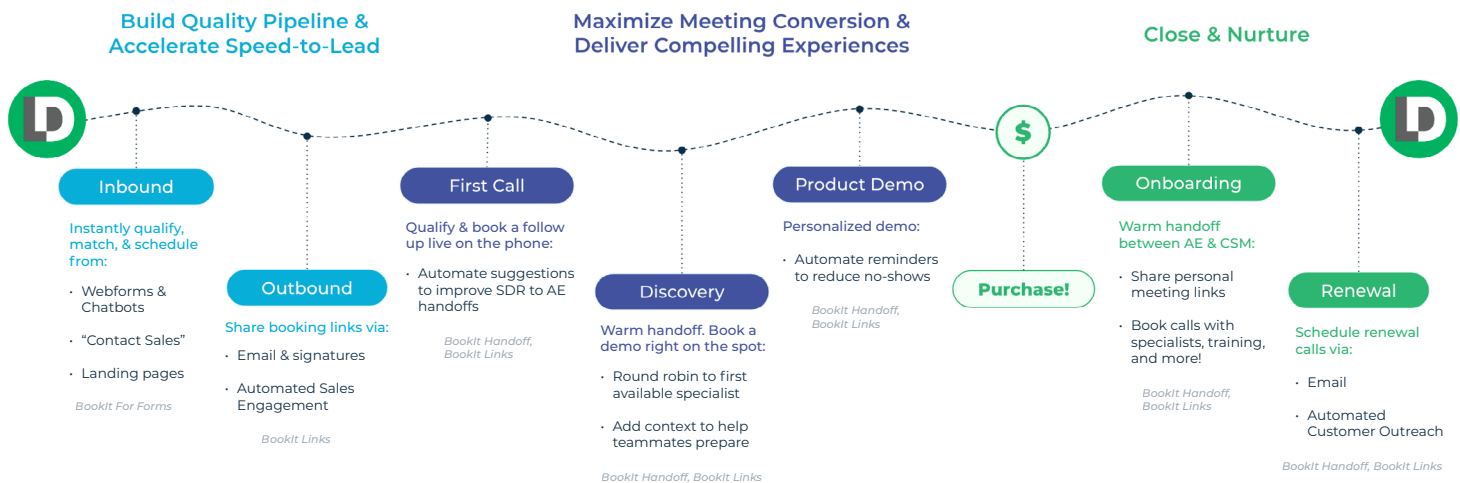 Build Quality Pipeline &
Accelerate Speed-to-Lead
Maximize Meeting Conversion &
Deliver Compelling Experiences
Close & Nurture
LD
$
LD
Inbound
Instantly qualify,
match, & schedule
from:
• Webforms &
Chatbots
• “Contact Sales”
• Landing pages
BookIt For Forms
Outbound
Share booking links via:
• Email & signatures
• Automated Sales
Engagement
BookIt Links
First Call
Qualify & book a follow
up live on the phone:
• Automate suggestions
to improve SDR to AE
handoffs
BookIt Handoff,
BookIt Links
Discovery
Warm handoff. Book a
demo right on the spot:
• Round robin to first
available specialist
• Add context to help
teammates prepare
BookIt Handoff, BookIt Links
Product Demo
Personalized demo:
• Automate reminders
to reduce no-shows
BookIt Handoff,
BookIt Links
Purchase!
Onboarding
Warm handoff
between AE & CSM:
• Share personal
meeting links
• Book calls with
specialists, training,
and more!
BookIt Handoff,
BookIt Links
Renewal
Schedule renewal
calls via:
• Email
• Automated
Customer Outreach
BookIt Handoff, BookIt Links